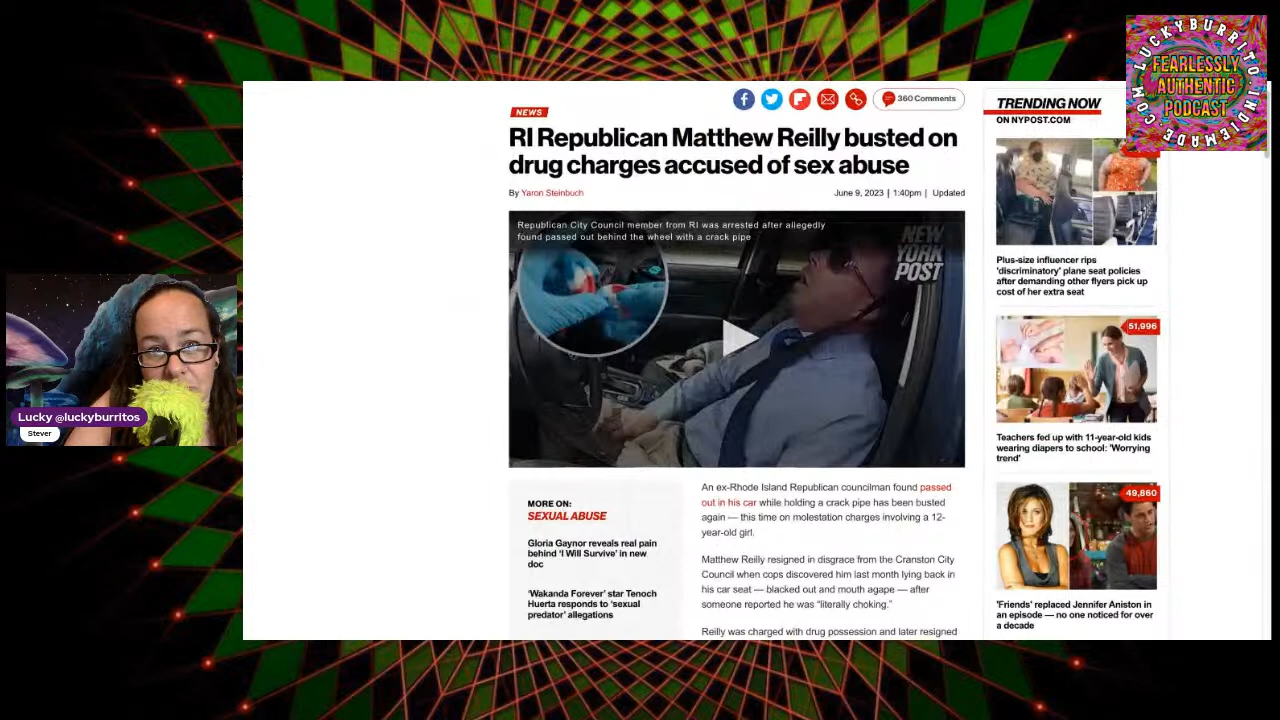 LUCKYBURRITO.INDIEMADE.COM
FEARLESSLY
AUTHENTIC
PODCAST
360 Comments
NEWS
RI Republican Matthew Reilly busted on
drug charges accused of sex abuse
By Yaron Steinbuch
June 9, 2023 | 1:40pm | Updated
Republican City Council member from RI was arrested after allegedly
found passed out behind the wheel with a crack pipe
NEW
YORK
POST
An ex-Rhode Island Republican councilman found passed
out in his car while holding a crack pipe has been busted
again — this time on molestation charges involving a 12-
year-old girl.
Matthew Reilly resigned in disgrace from the Cranston City
Council when cops discovered him last month lying back in
his car seat — blacked out and mouth agape — after
someone reported he was “literally choking.”
Reilly was charged with drug possession and later resigned
MORE ON:
SEXUAL ABUSE
Gloria Gaynor reveals real pain
behind 'I Will Survive' in new
doc
'Wakanda Forever' star Tenoch
Huerta responds to 'sexual
predator' allegations
TRENDING NOW
ON NYPOST.COM
Plus-size influencer rips
'discriminatory' plane seat policies
after demanding other flyers pick up
cost of her extra seat
51,996
Teachers fed up with 11-year-old kids
wearing diapers to school: 'Worrying
trend'
49,860
'Friends' replaced Jennifer Aniston in
an episode — no one noticed for over
a decade
Lucky @luckyburritos
Stever